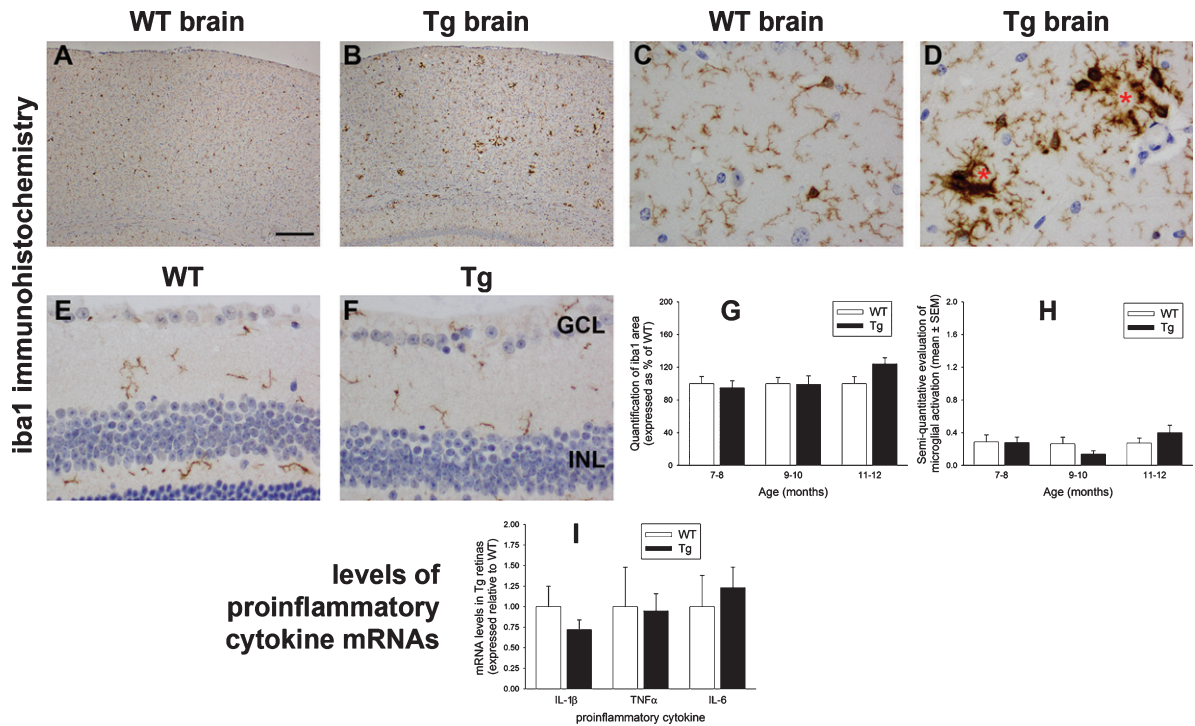 WT brain
Tg brain
WT brain
Tg brain
iba1 immunohistochemistry
A
B
C
D
*
*
WT
Tg
E
F
GCL
INL
G
WT
Tg
Quantification of iba1 area
(expressed as % of WT)
200
160
120
80
40
0
7-8
9-10
11-12
Age (months)
H
WT
Tg
Semi-quantitative evaluation of
microglial activation (mean ± SEM)
2.0
1.6
1.2
0.8
0.4
0.0
7-8
9-10
11-12
Age (months)
levels of
proinflammatory
cytokine mRNAs
I
WT
Tg
mRNA levels in Tg retinas
(expressed relative to WT)
2.00
1.75
1.50
1.25
1.00
0.75
0.50
0.25
0.00
IL-1β
TNFα
IL-6
proinflammatory cytokine